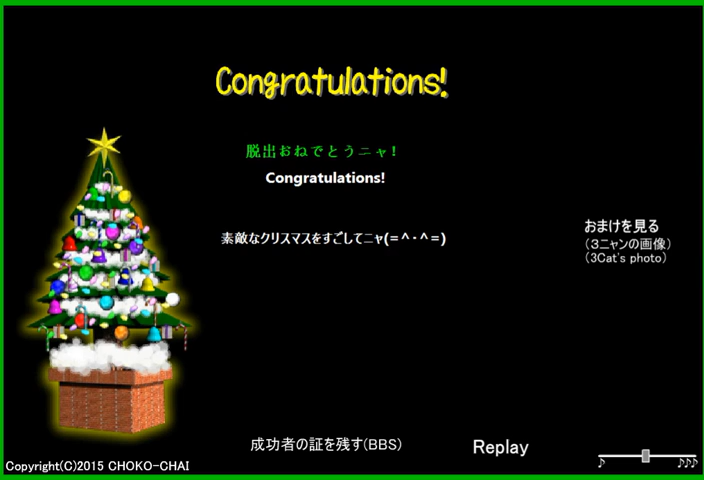 Congratulations!
脱出おねでとうニャ!
Congratulations!
素敵なクリスマスをすごしてニャ(=^･^=)
おまけを見る
(3ニャンの画像)
(3Cat's photo)
成功者の証を残す(BBS)
Replay
♪ ♪♪♪
Copyright(C)2015 CHOKO-CHAI